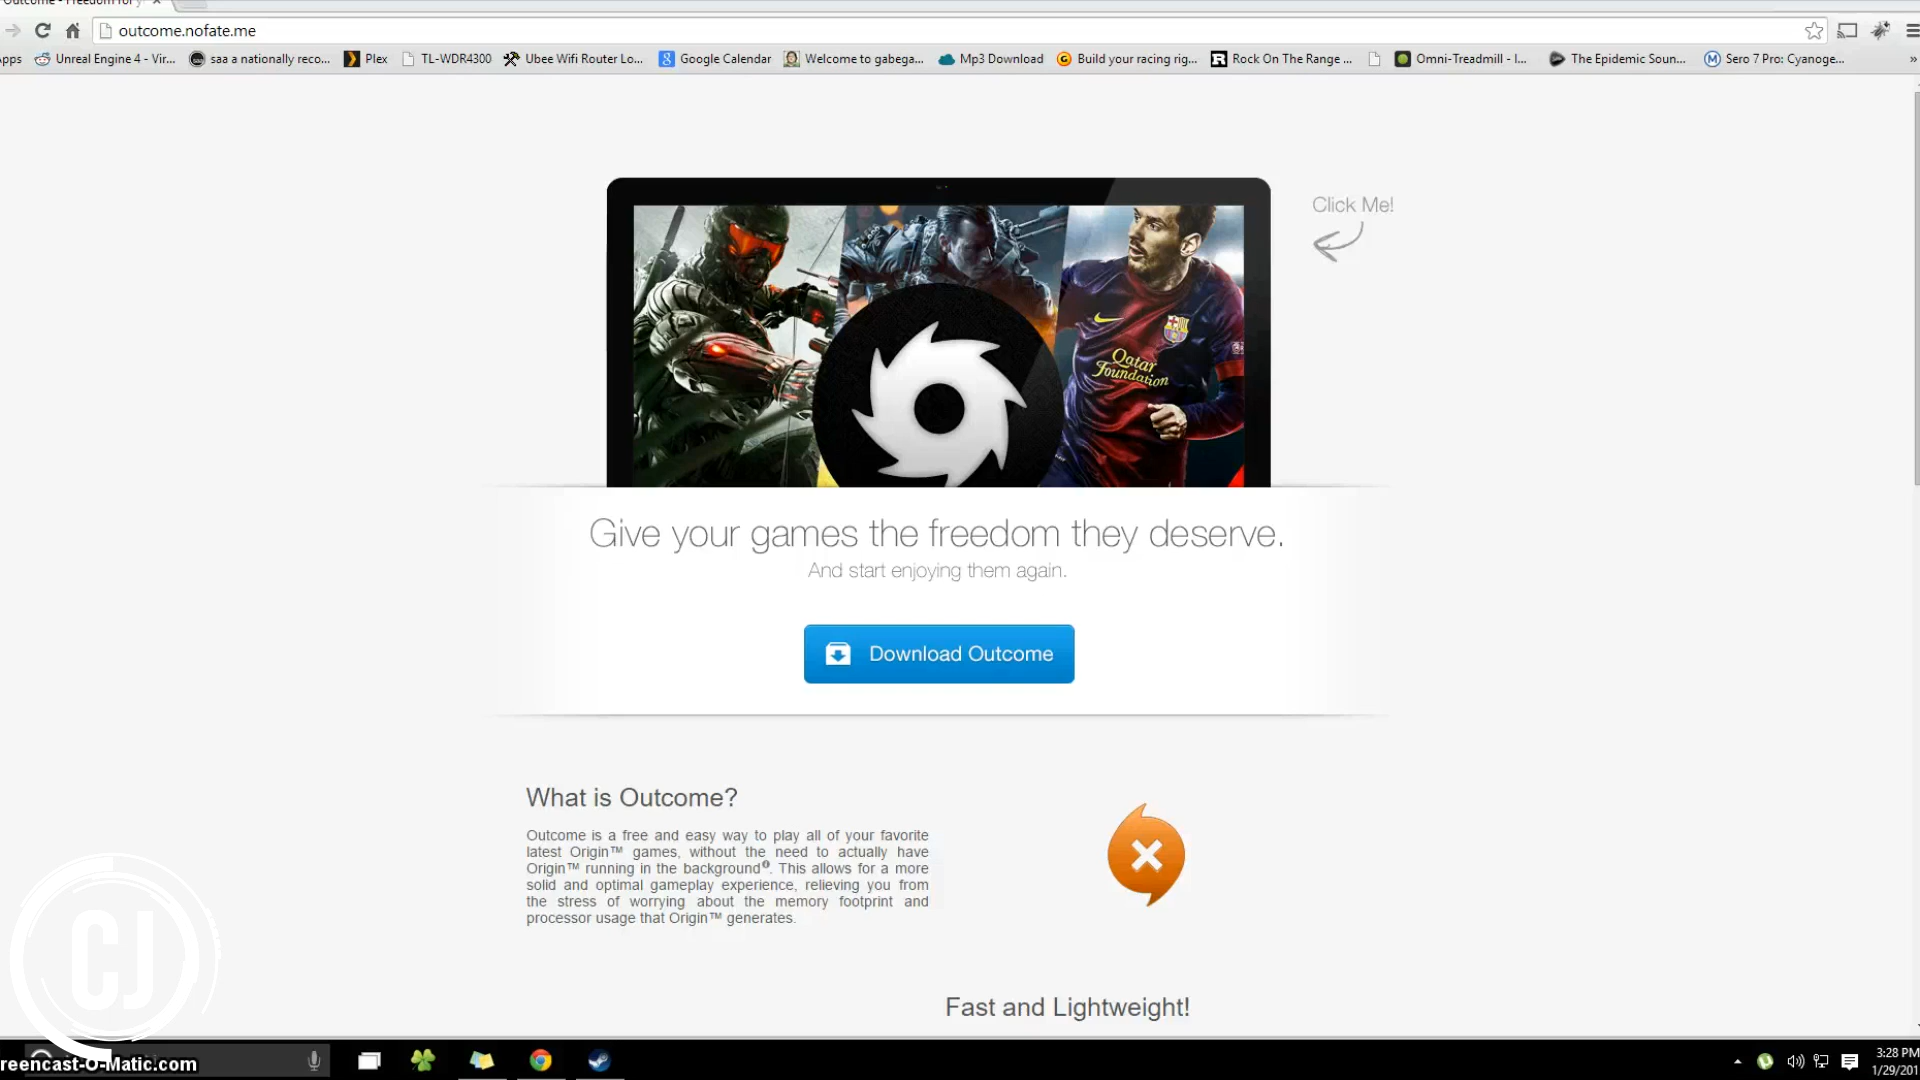 outcome.nofate.me
Unreal Engine 4 - Vir...
saa a nationally reco...
Plex
TL-WDR4300
Ubee Wifi Router Lo...
Google Calendar
Welcome to gabega...
Mp3 Download
Build your racing rig...
Rock On The Range ...
Omni-Treadmill - I...
The Epidemic Soun...
Sero 7 Pro: Cyanoge...
»
Click Me!
Qatar
Foundation
Give your games the freedom they deserve.
And start enjoying them again.
Download Outcome
What is Outcome?
Outcome is a free and easy way to play all of your favorite
latest Origin™ games, without the need to actually have
Origin™ running in the background. This allows for a more
solid and optimal gameplay experience, relieving you from
the stress of worrying about the memory footprint and
processor usage that Origin™ generates.
Fast and Lightweight!
CJ
reencast-O-Matic.com
3:28 PM
1/29/201